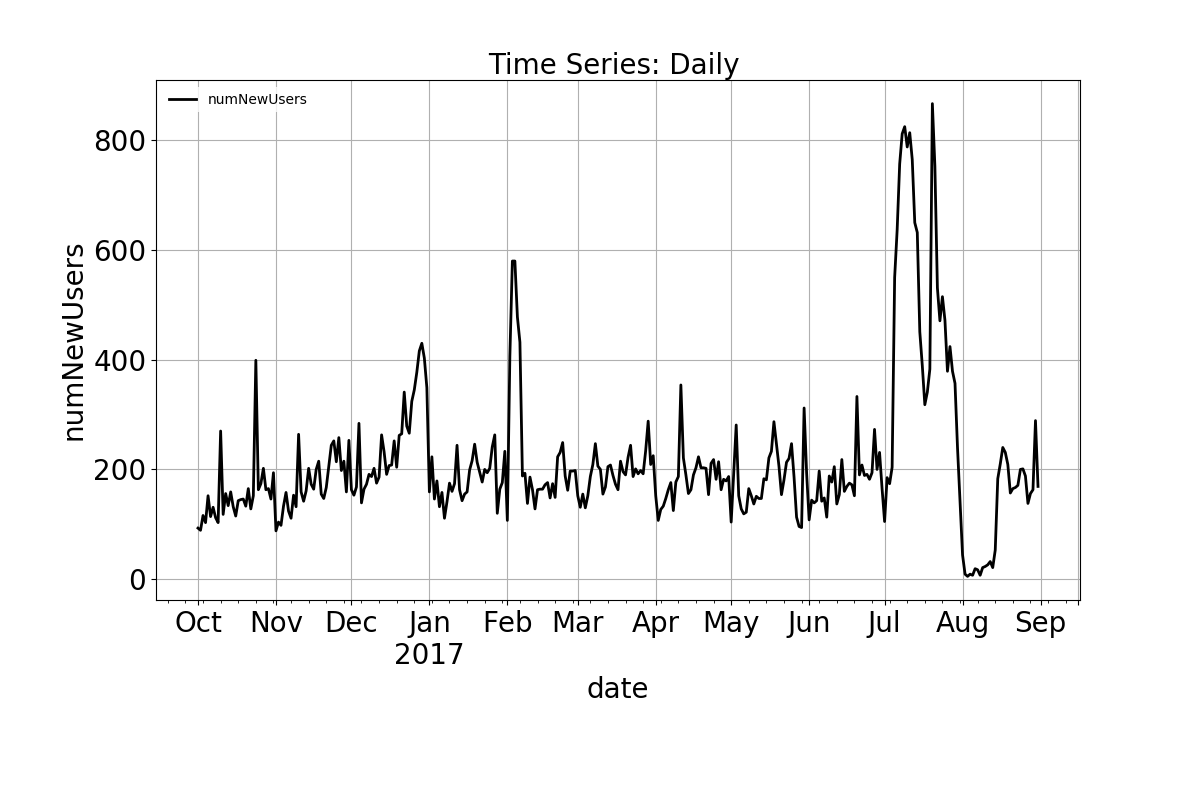 Time Series: Daily
numNewUsers
numNewUsers
800
600
400
200
0
Oct Nov Dec Jan Feb Mar Apr May Jun Jul Aug Sep
2017
date